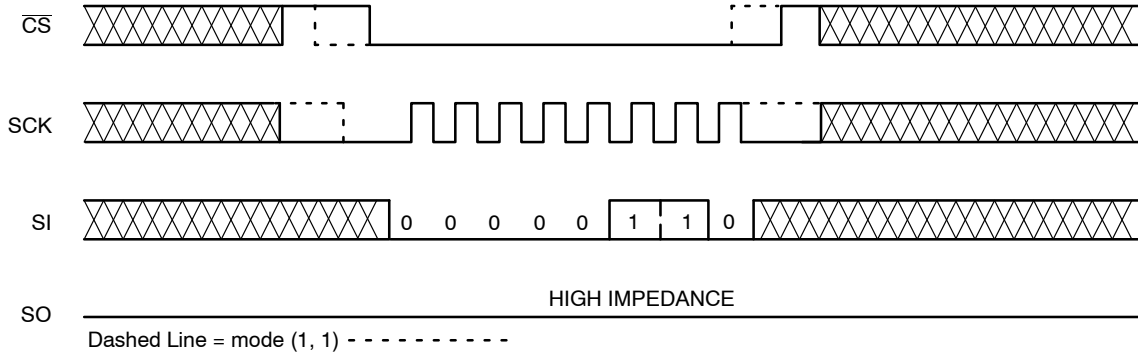 CS
SCK
SI
0 0 0 0 0 1 1 0
HIGH IMPEDANCE
SO
Dashed Line = mode (1, 1)